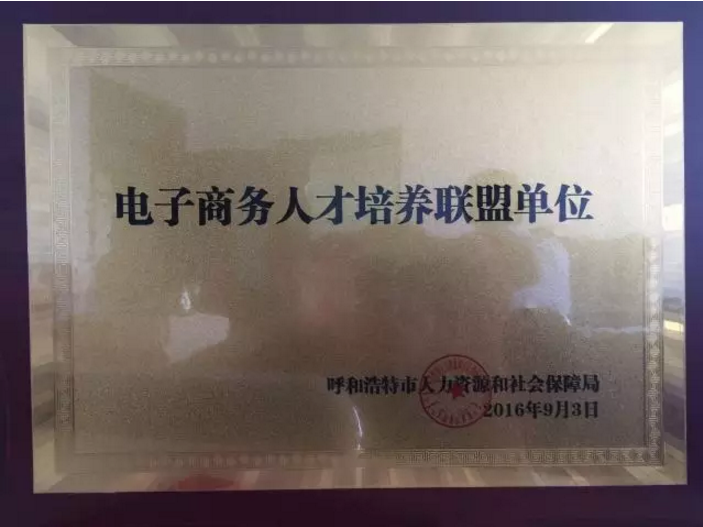 电子商务人才培养联盟单位
呼和浩特市人力资源和社会保障局
2016年9月3日